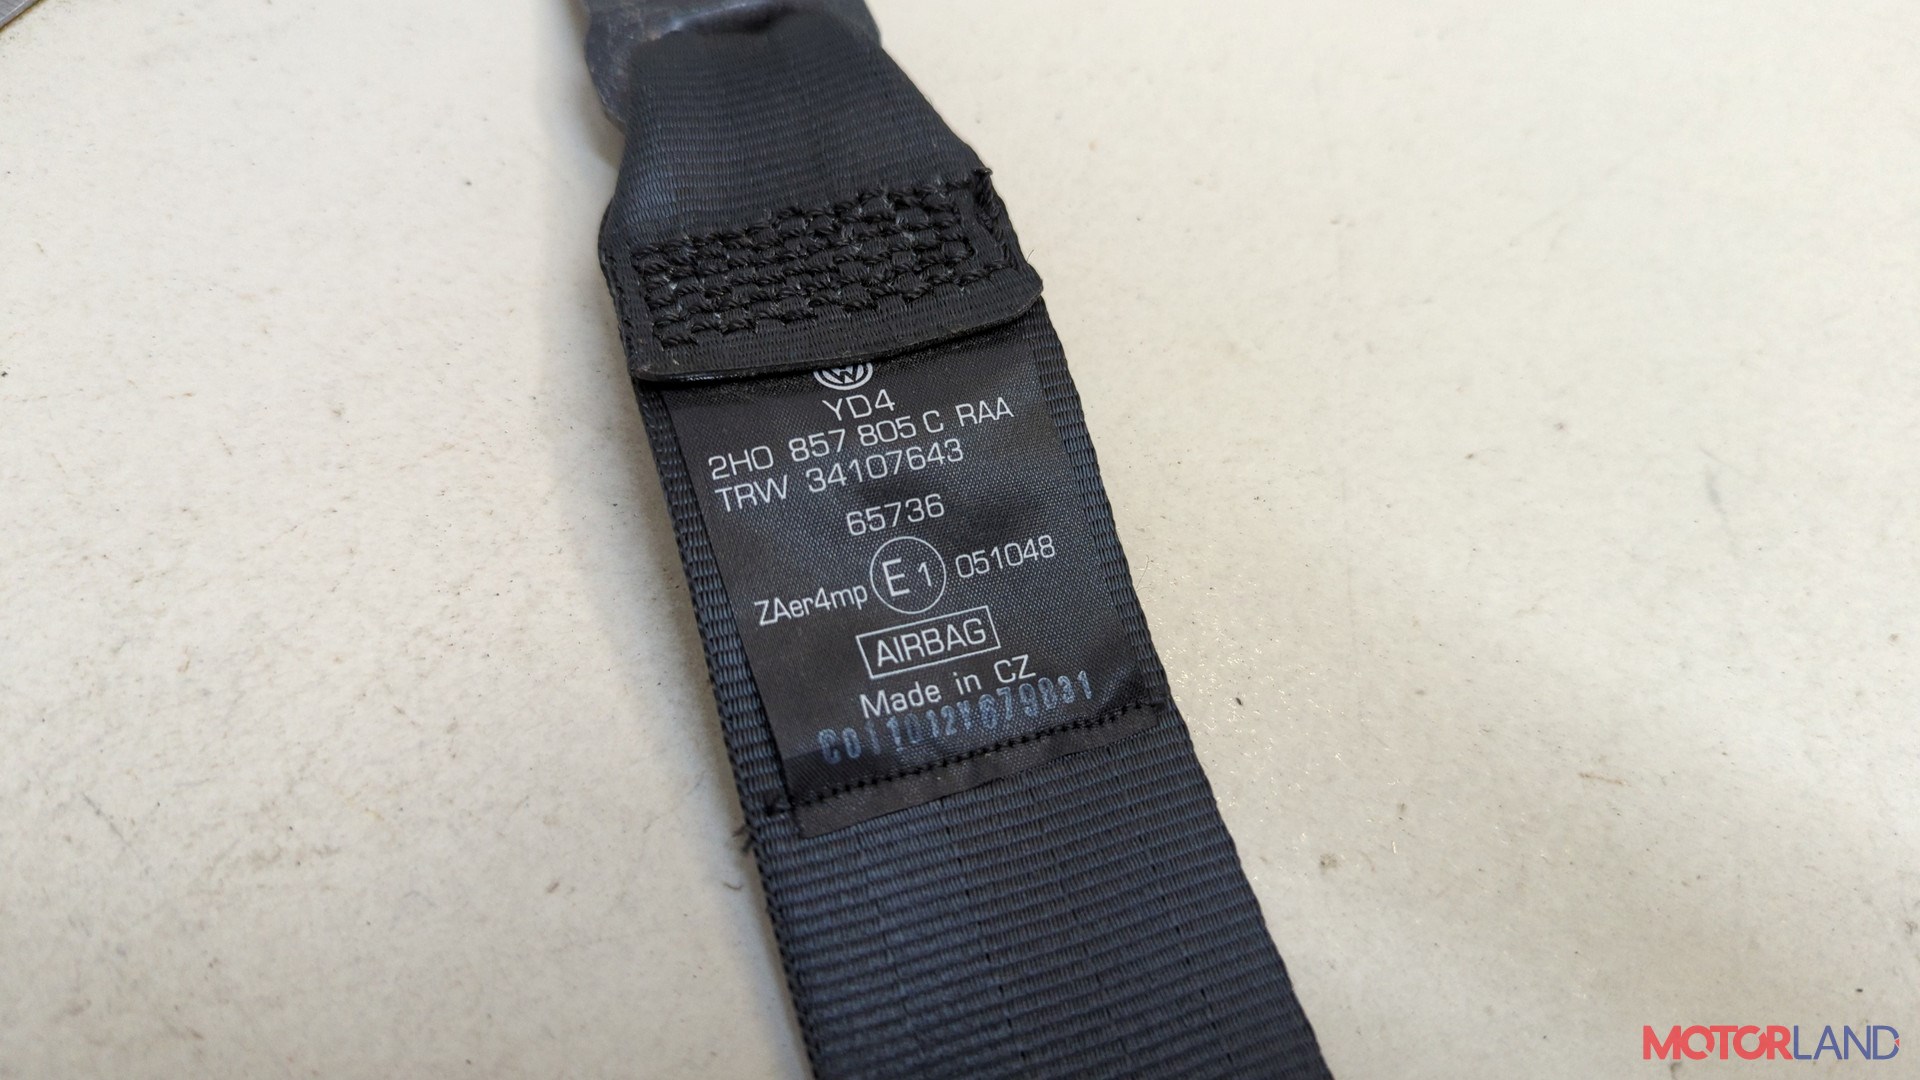 YD4
2H0 857 805 C RAA
TRW 34107643
65736
ZAer4mp E1 051048
AIRBAG
Made in CZ
MOTORLAND